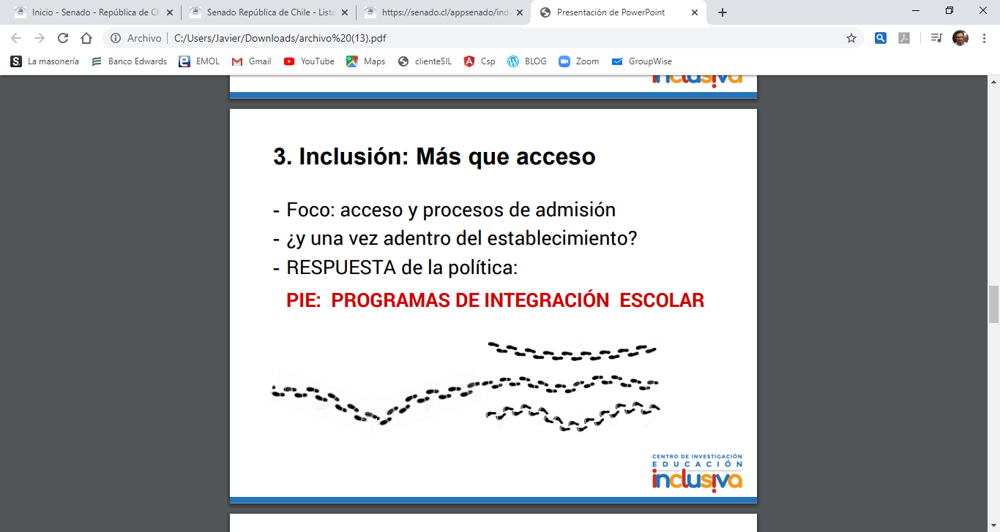 Inicio - Senado - República de Ch
Senado República de Chile - Lista
https://senado.cl/appsenado/ind
Presentación de PowerPoint
Archivo
C:/Users/Javier/Downloads/archivo%20(13).pdf
La masonería
Banco Edwards
EMOL
Gmail
YouTube
Maps
clienteSIL
Csp
BLOG
Zoom
GroupWise
inclusiva
3. Inclusión: Más que acceso
- Foco: acceso y procesos de admisión
- ¿y una vez adentro del establecimiento?
- RESPUESTA de la política:
PIE: PROGRAMAS DE INTEGRACIÓN ESCOLAR
CENTRO DE INVESTIGACIÓN
EDUCACIÓN
inclusiva